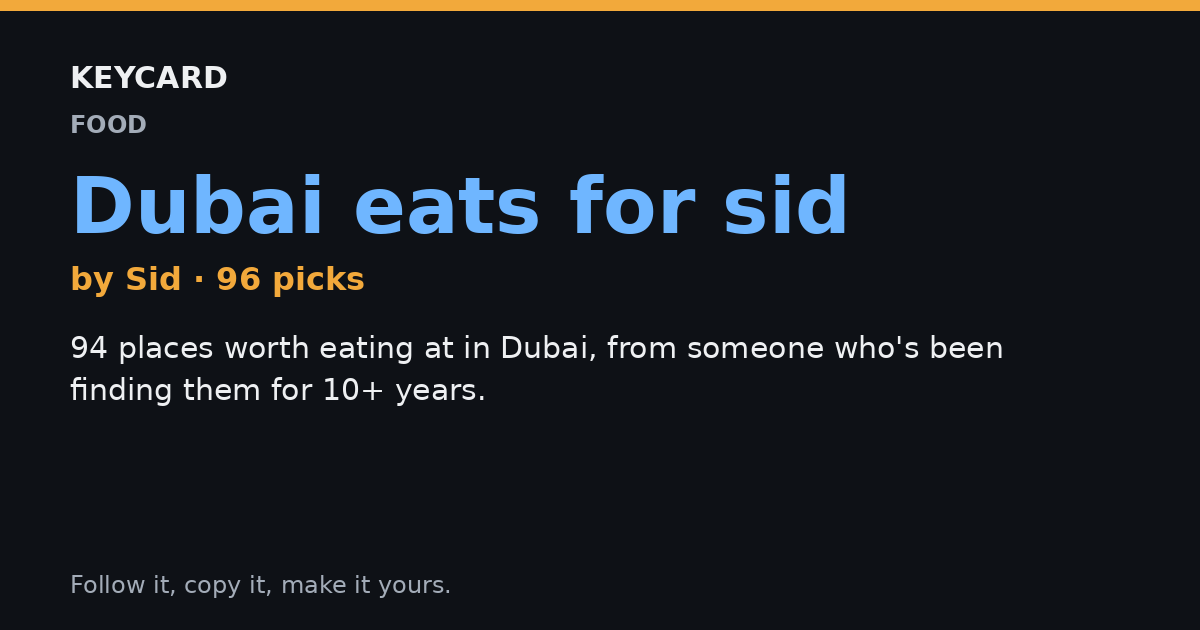 KEYCARD
FOOD
Dubai eats for sid
by Sid · 96 picks
94 places worth eating at in Dubai, from someone who's been
finding them for 10+ years.
Follow it, copy it, make it yours.